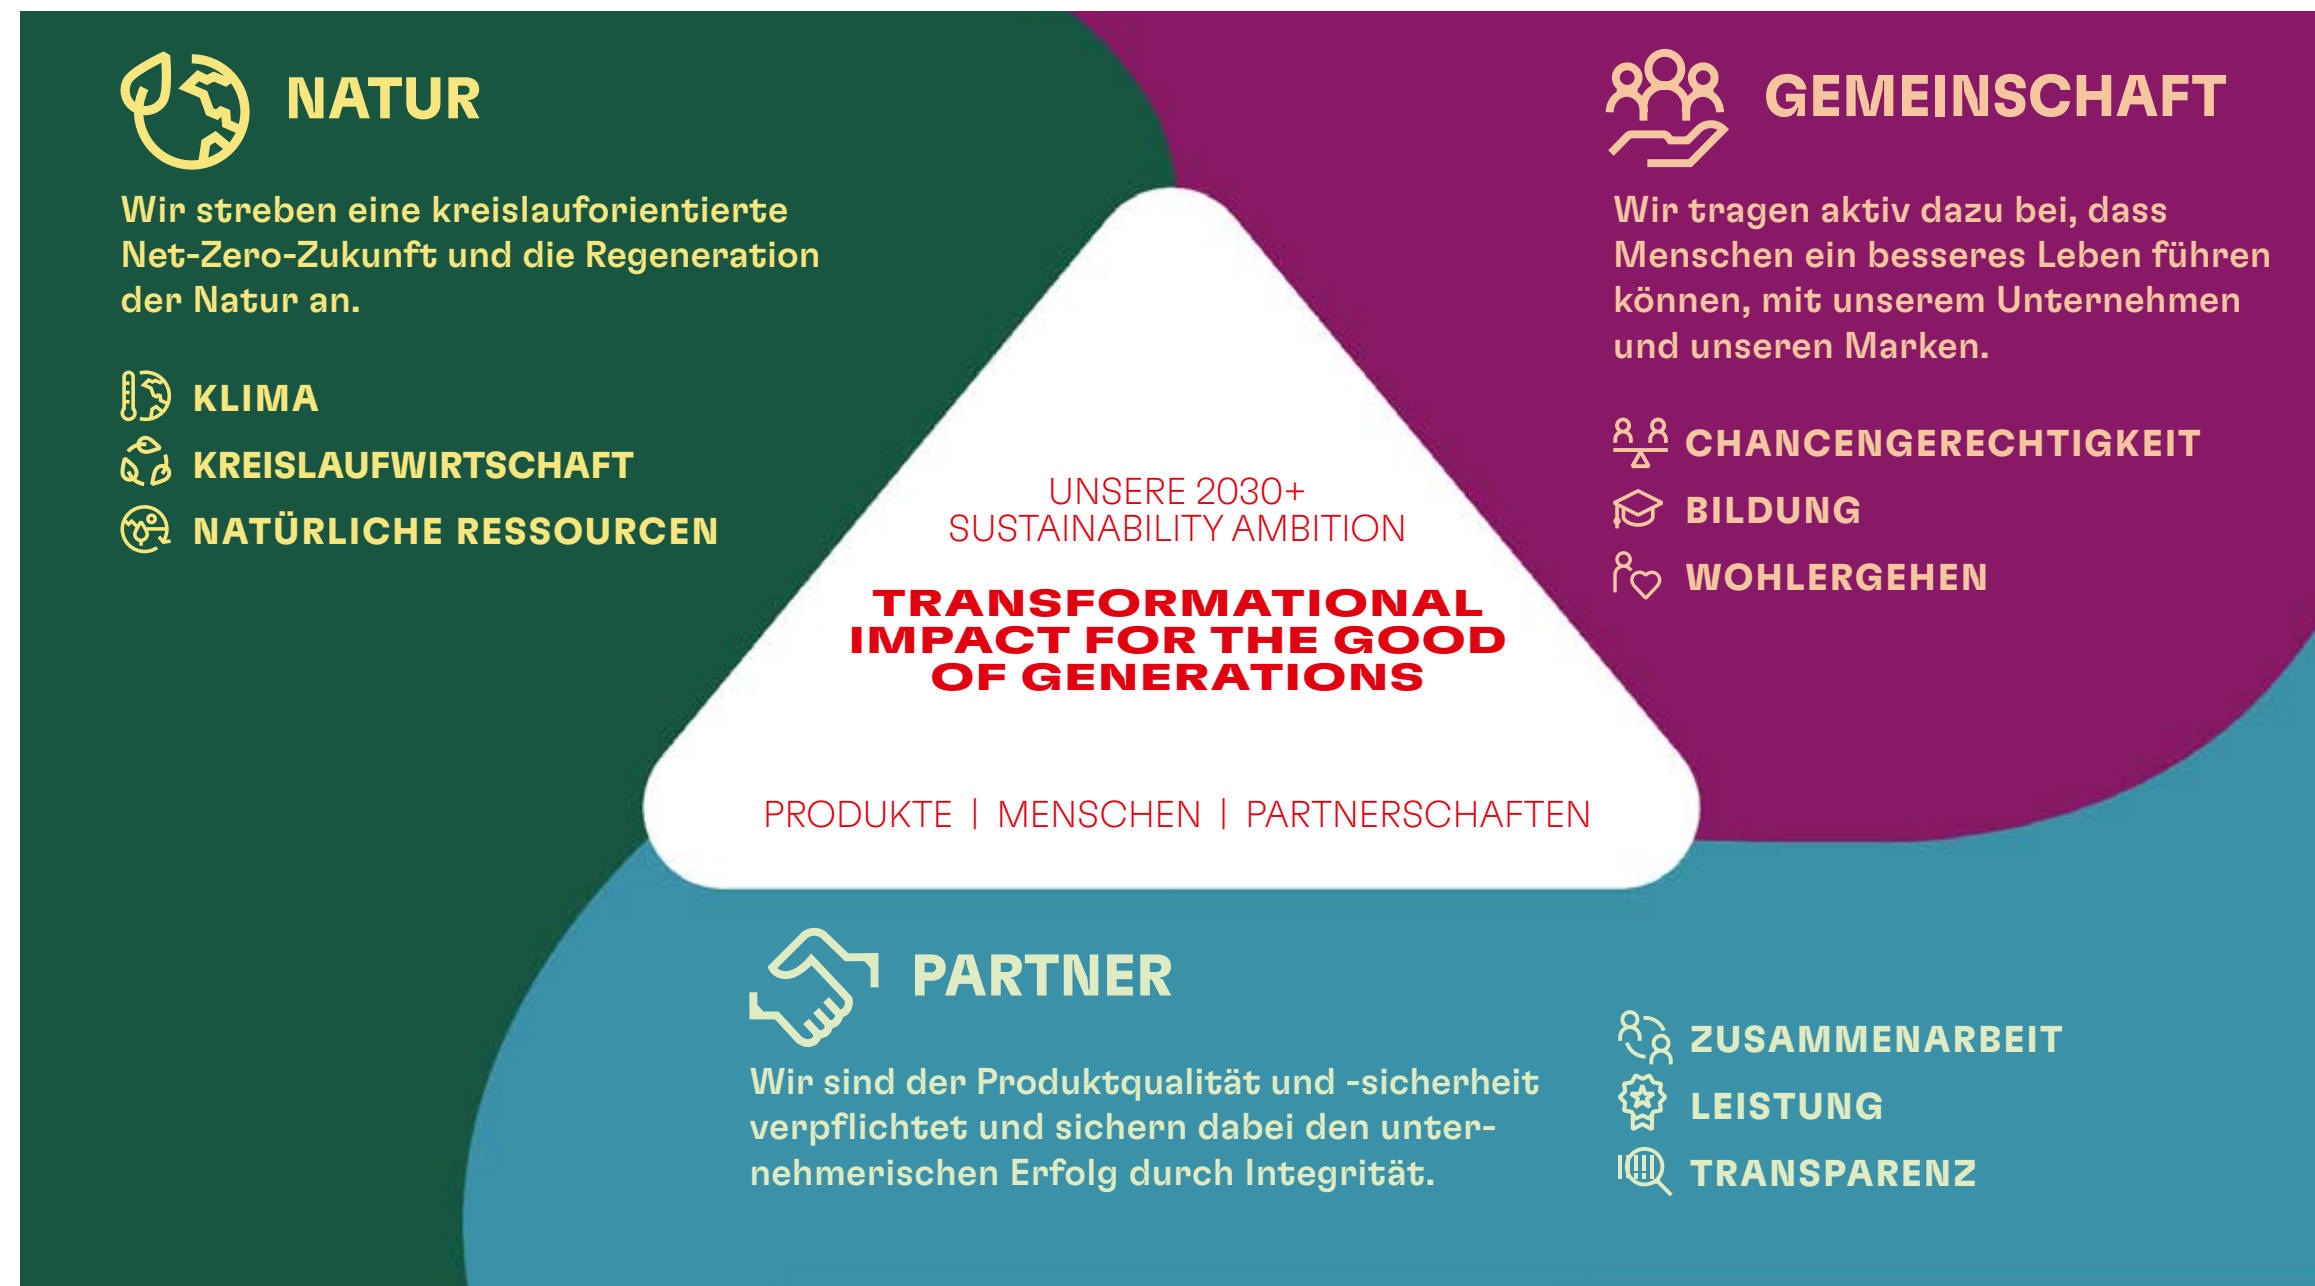 NATUR
Wir streben eine kreislauforientierte
Net-Zero-Zukunft und die Regeneration
der Natur an.
KLIMA
KREISLAUFWIRTSCHAFT
NATÜRLICHE RESSOURCEN
GEMEINSCHAFT
Wir tragen aktiv dazu bei, dass
Menschen ein besseres Leben führen
können, mit unserem Unternehmen
und unseren Marken.
CHANCENGERECHTIGKEIT
BILDUNG
WOHLERGEHEN
UNSERE 2030+
SUSTAINABILITY AMBITION
TRANSFORMATIONAL
IMPACT FOR THE GOOD
OF GENERATIONS
PRODUKTE | MENSCHEN | PARTNERSCHAFTEN
PARTNER
Wir sind der Produktqualität und -sicherheit
verpflichtet und sichern dabei den unter-
nehmerischen Erfolg durch Integrität.
ZUSAMMENARBEIT
LEISTUNG
TRANSPARENZ